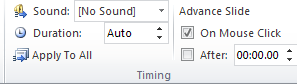 Sound: [No Sound] Advance Slide
Duration: Auto On Mouse Click
Apply To All After: 00:00.00
Timing